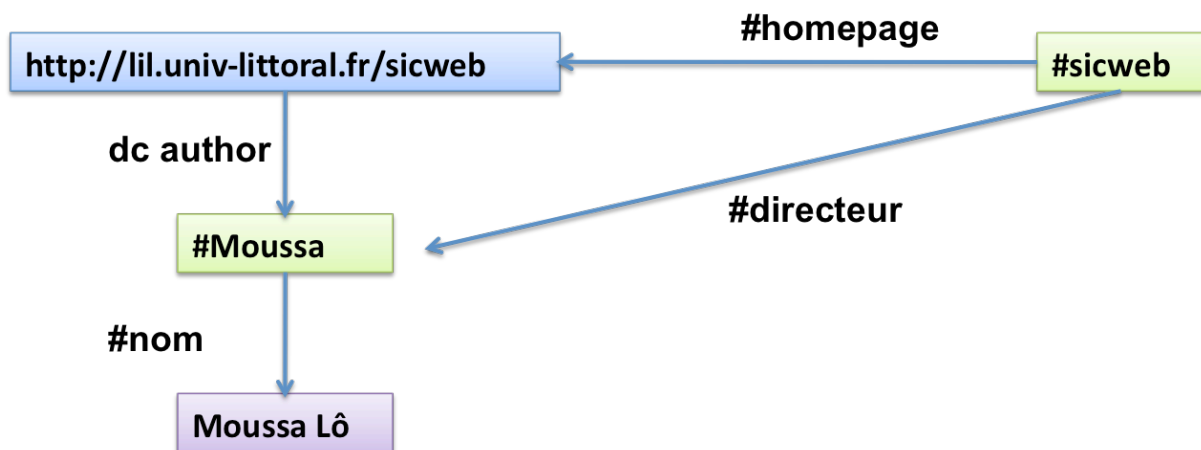 #homepage
http://lil.univ-littoral.fr/sicweb
#sicweb
dc author
#directeur
#Moussa
#nom
Moussa Lô